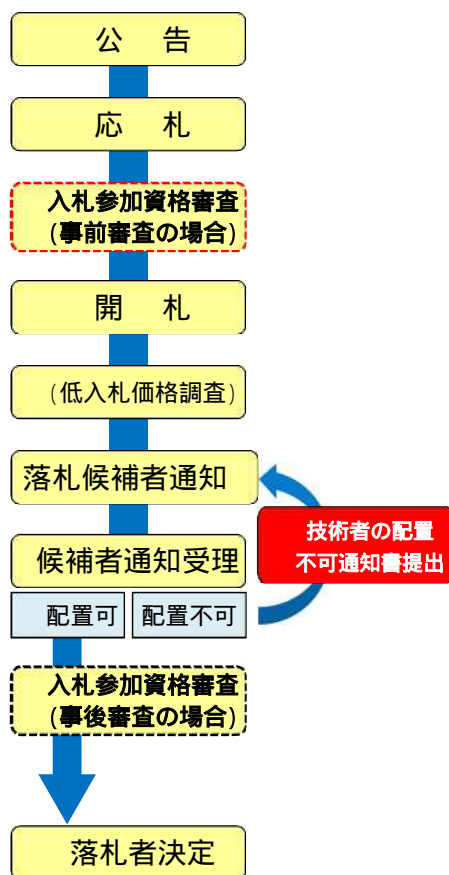 公　告
応　札
入札参加資格審査
(事前審査の場合)
開　札
(低入札価格調査)
落札候補者通知
技術者の配置
不可通知書提出
候補者通知受理
配置可　配置不可
入札参加資格審査
(事後審査の場合)
落札者決定